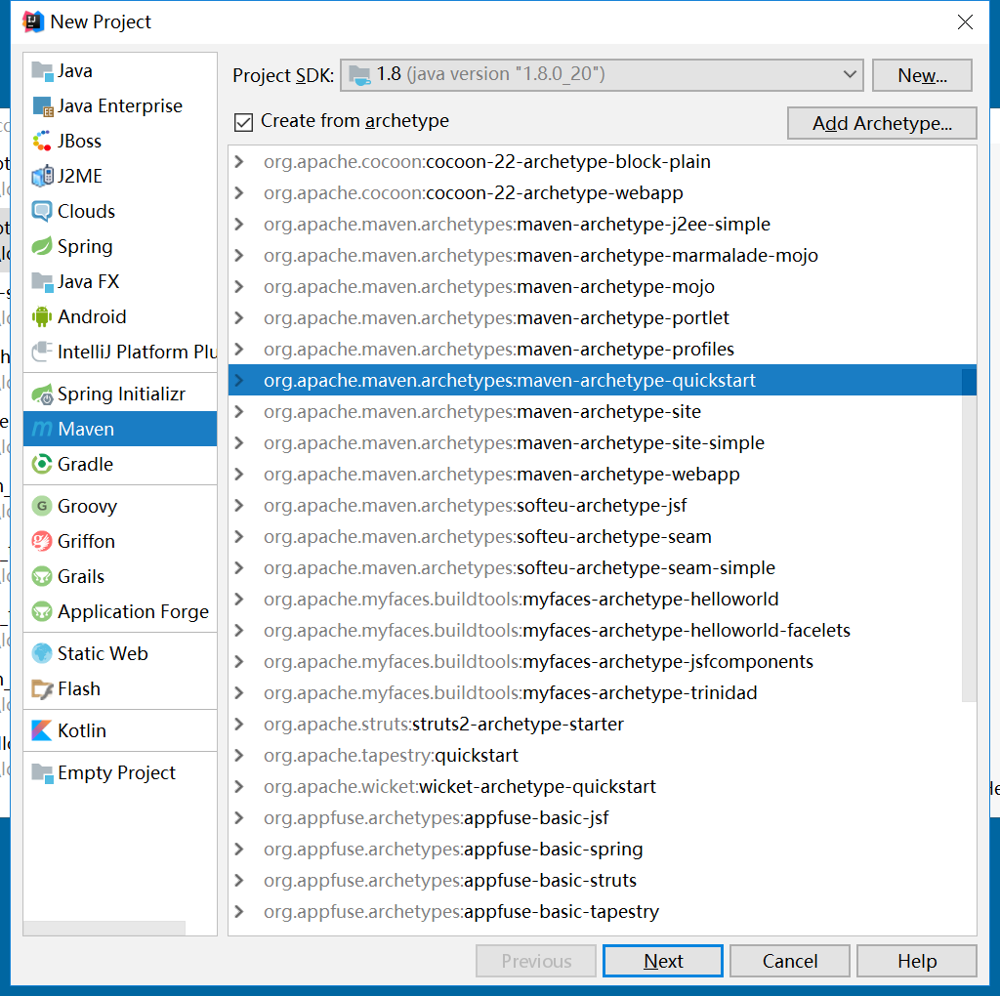 New Project
Java
Java Enterprise
JBoss
J2ME
Clouds
Spring
Java FX
Android
IntelliJ Platform Plu
Spring Initializr
Maven
Gradle
Groovy
Griffon
Grails
Application Forge
Static Web
Flash
Kotlin
Empty Project
Project SDK: 1.8 (java version "1.8.0_20") New...
Create from archetype Add Archetype...
org.apache.cocoon:cocoon-22-archetype-block-plain
org.apache.cocoon:cocoon-22-archetype-webapp
org.apache.maven.archetypes:maven-archetype-j2ee-simple
org.apache.maven.archetypes:maven-archetype-marmalade-mojo
org.apache.maven.archetypes:maven-archetype-mojo
org.apache.maven.archetypes:maven-archetype-portlet
org.apache.maven.archetypes:maven-archetype-profiles
org.apache.maven.archetypes:maven-archetype-quickstart
org.apache.maven.archetypes:maven-archetype-site
org.apache.maven.archetypes:maven-archetype-site-simple
org.apache.maven.archetypes:maven-archetype-webapp
org.apache.maven.archetypes:softeu-archetype-jsf
org.apache.maven.archetypes:softeu-archetype-seam
org.apache.maven.archetypes:softeu-archetype-seam-simple
org.apache.myfaces.buildtools:myfaces-archetype-helloworld
org.apache.myfaces.buildtools:myfaces-archetype-helloworld-facelets
org.apache.myfaces.buildtools:myfaces-archetype-jsfcomponents
org.apache.myfaces.buildtools:myfaces-archetype-trinidad
org.apache.struts:struts2-archetype-starter
org.apache.tapestry:quickstart
org.apache.wicket:wicket-archetype-quickstart
org.appfuse.archetypes:appfuse-basic-jsf
org.appfuse.archetypes:appfuse-basic-spring
org.appfuse.archetypes:appfuse-basic-struts
org.appfuse.archetypes:appfuse-basic-tapestry
Previous Next Cancel Help